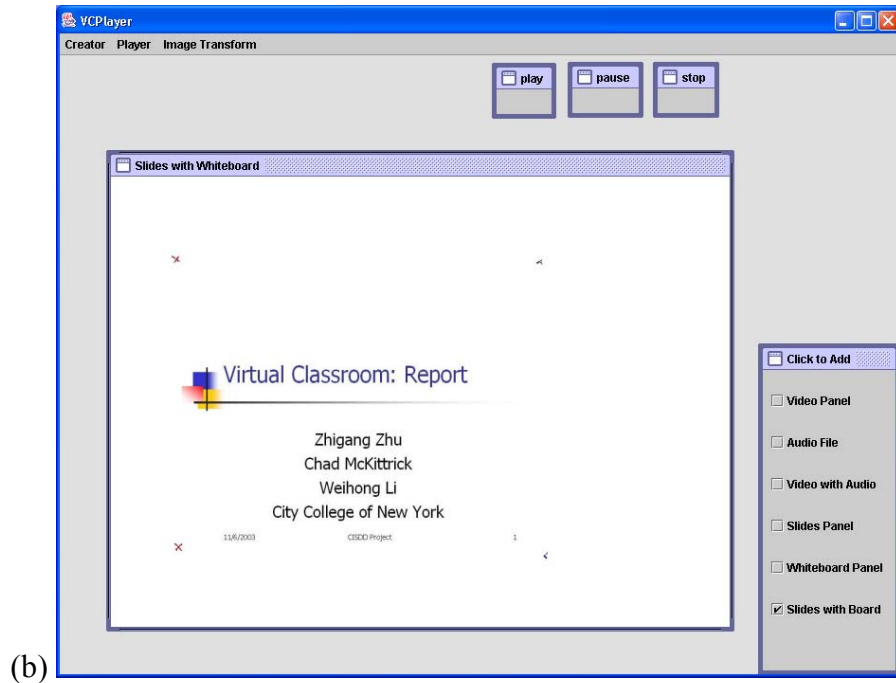 VCPlayer
Creator Player Image Transform
play pause stop
Slides with Whiteboard
Virtual Classroom: Report
Zhigang Zhu
Chad McKittrick
Weihong Li
City College of New York
11/6/2003 CISDD Project 1
Click to Add
Video Panel
Audio File
Video with Audio
Slides Panel
Whiteboard Panel
Slides with Board
(b)